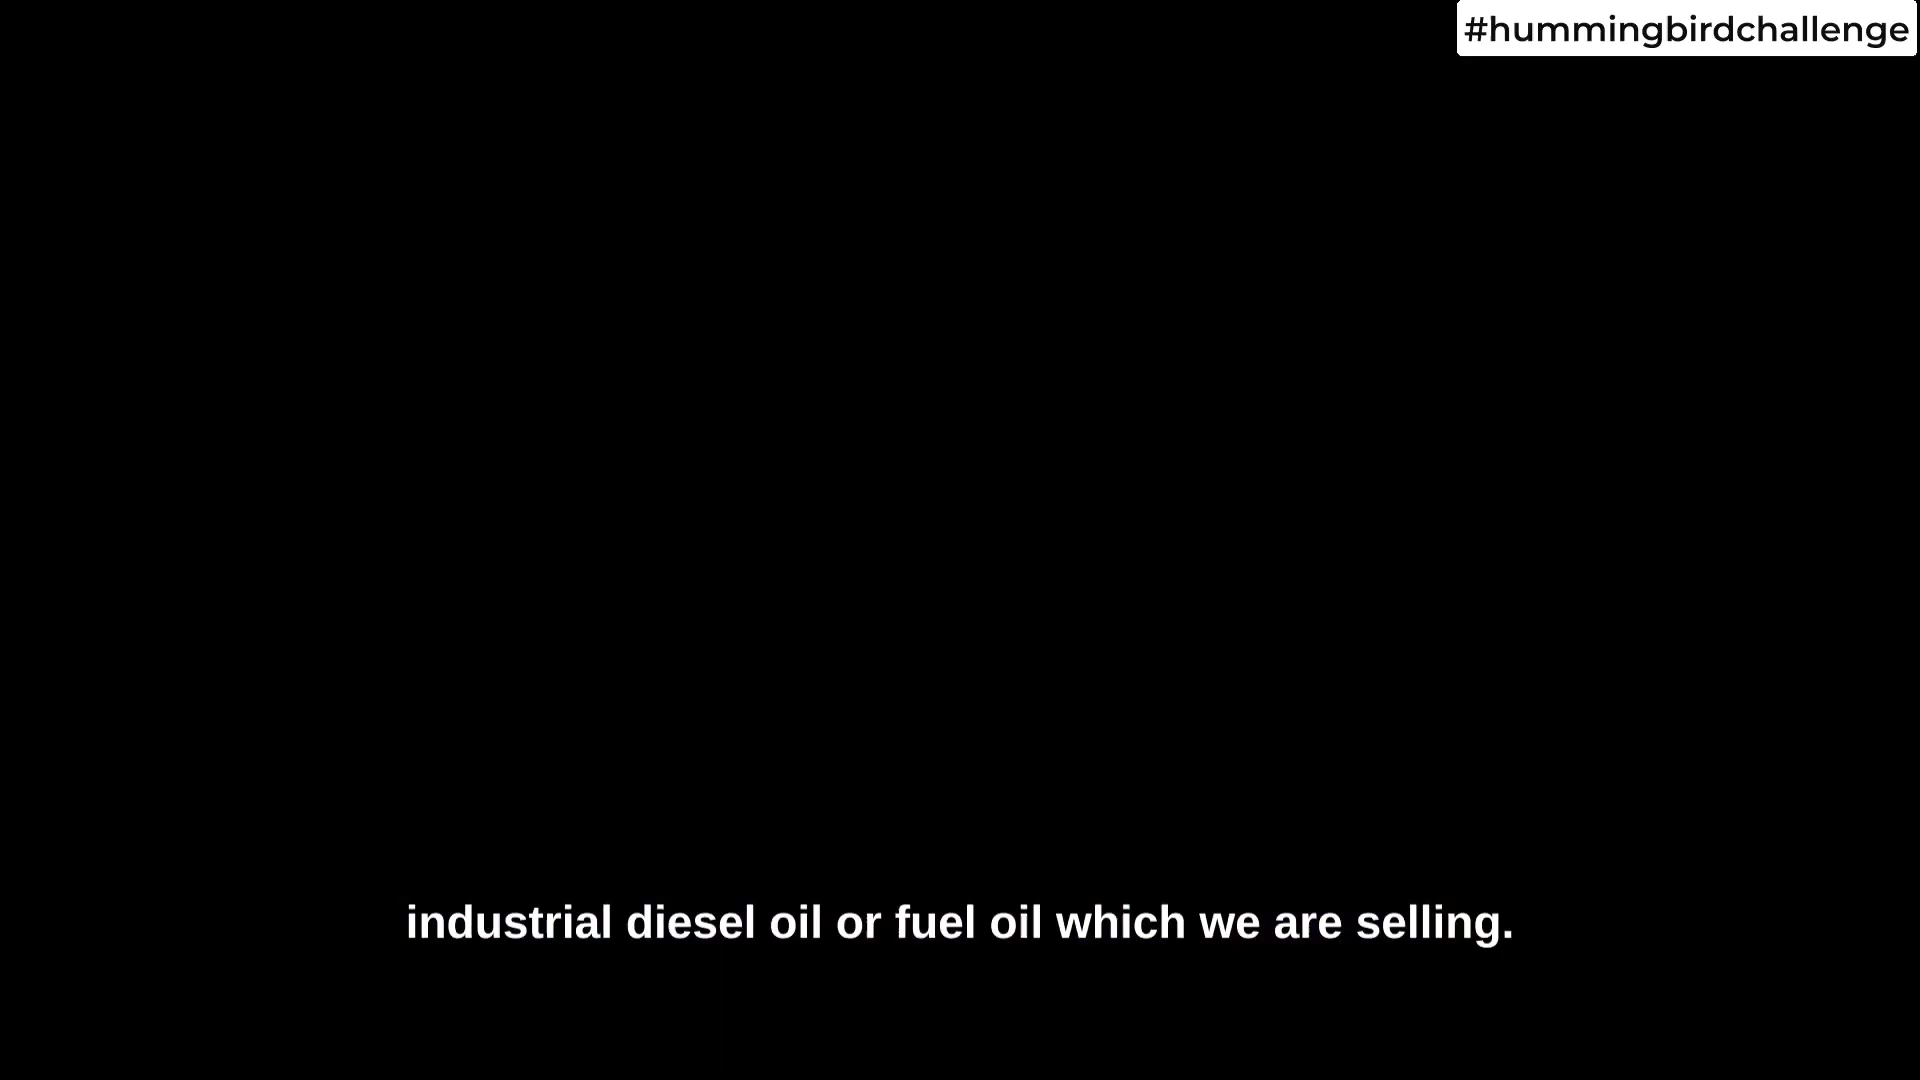 #hummingbirdchallenge
industrial diesel oil or fuel oil which we are selling.